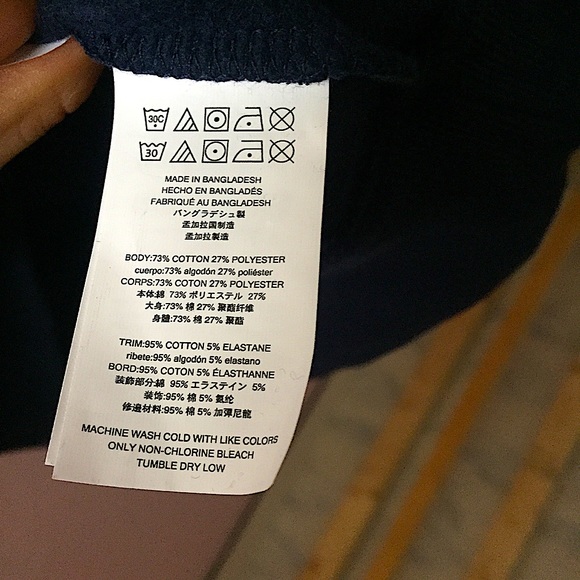 30C
30
MADE IN BANGLADESH
HECHO EN BANGLADÉS
FABRIQUÉ AU BANGLADESH
バングラデシュ製
孟加拉国制造
孟加拉製造
BODY:73% COTTON 27% POLYESTER
cuerpo:73% algodón 27% poliéster
CORPS:73% COTON 27% POLYESTER
本体綿 73% ポリエステル 27%
大身:73% 棉 27% 聚酯纤维
身體:73% 棉 27% 聚酯
TRIM:95% COTTON 5% ELASTANE
ribete:95% algodón 5% elastano
BORD:95% COTON 5% ÉLASTHANNE
装飾部分綿 95% エラステイン 5%
装饰:95% 棉 5% 氨纶
修邊材料:95% 棉 5% 加彈尼龍
MACHINE WASH COLD WITH LIKE COLORS
ONLY NON-CHLORINE BLEACH
TUMBLE DRY LOW